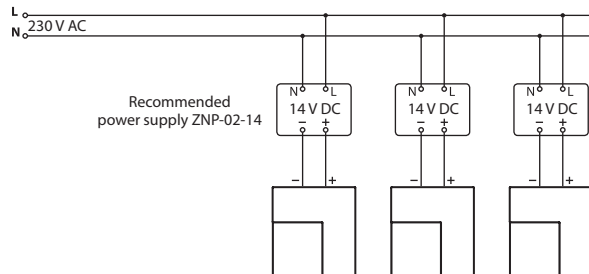 L
230 V AC
N
N L N L N L
Recommended
power supply ZNP-02-14
14 V DC 14 V DC 14 V DC
– + – + – +
– + – + – +